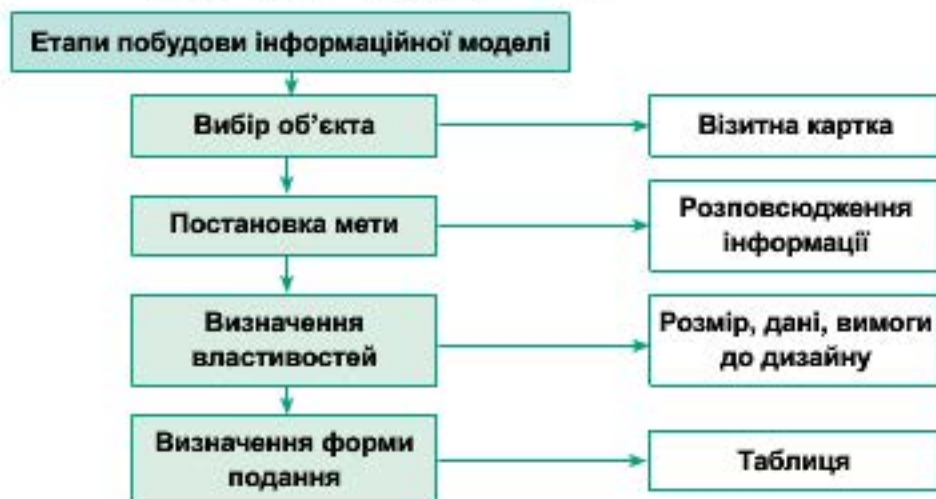 Етапи побудови інформаційної моделі
Вибір об’єкта
Візитна картка
Постановка мети
Розповсюдження
інформації
Визначення
властивостей
Розмір, дані, вимоги
до дизайну
Визначення форми
подання
Таблиця